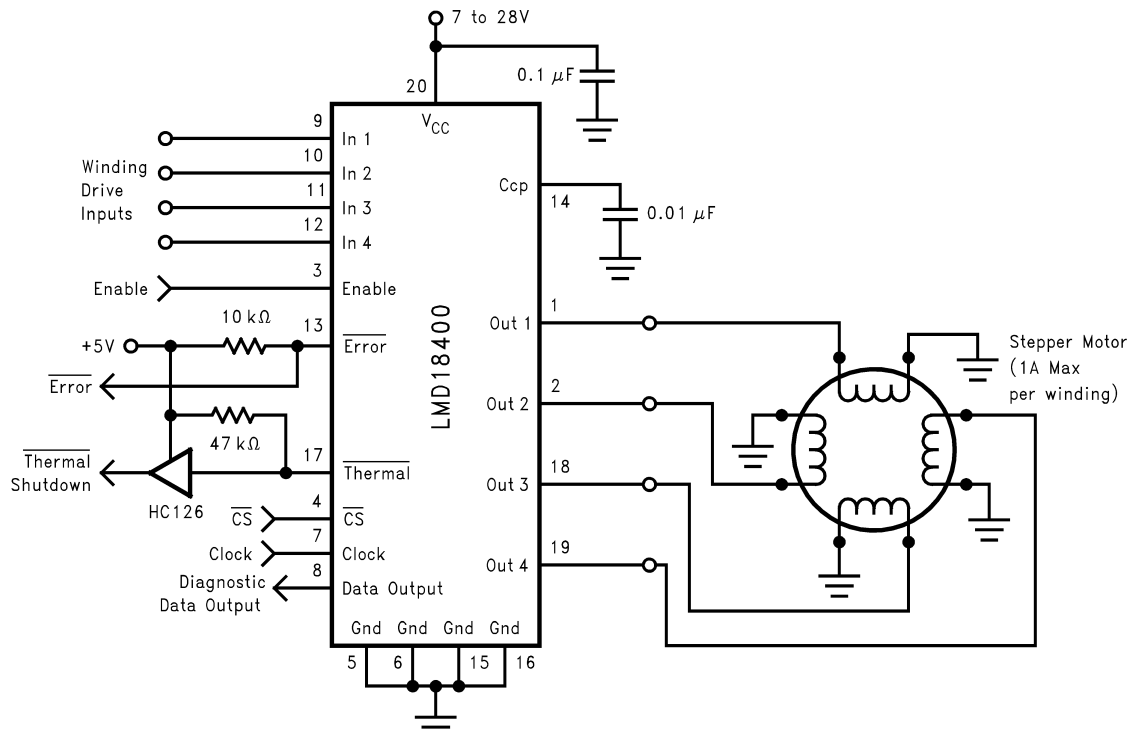 7 to 28V
0.1 μF
20
V_CC
9
In 1
10
In 2
Winding
Drive
Inputs
11
In 3
12
In 4
Ccp
14
0.01 μF
3
Enable
Enable
10 kΩ
13
+5V
Error
Error
47 kΩ
17
Thermal
Thermal
Shutdown
HC126
4
CS
CS
7
Clock
Clock
8
Diagnostic
Data Output
Data Output
LMD18400
1
Out 1
2
Out 2
18
Out 3
19
Out 4
Stepper Motor
(1A Max
per winding)
Gnd Gnd Gnd Gnd
5 6 15 16